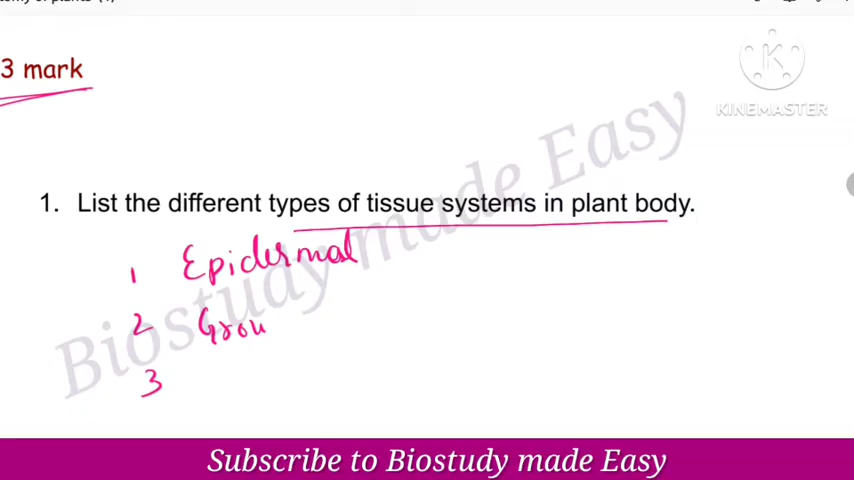 3 mark
KINEMASTER
1. List the different types of tissue systems in plant body.
1 Epidermal
2 Grou
3
Biostudy made Easy
Subscribe to Biostudy made Easy